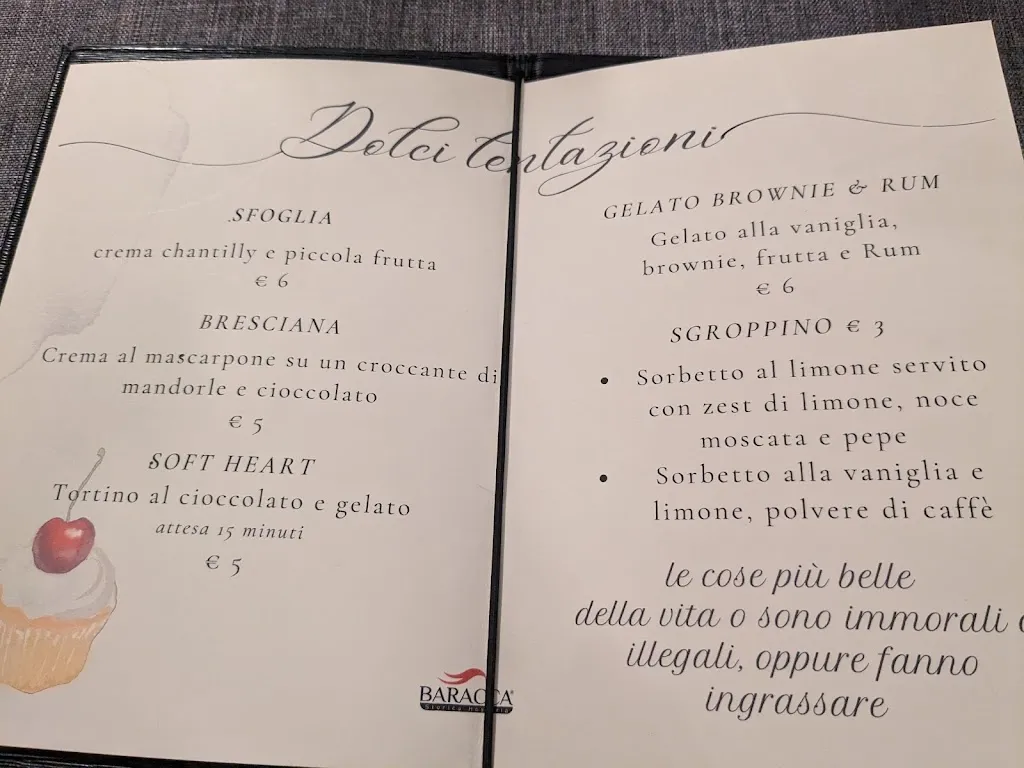 Dolci tentazioni
SFOGLIA
crema chantilly e piccola frutta
€ 6
BRESCIANA
Crema al mascarpone su un croccante di
mandorle e cioccolato
€ 5
SOFT HEART
Tortino al cioccolato e gelato
attesa 15 minuti
€ 5
BARACCA
GELATO BROWNIE & RUM
Gelato alla vaniglia,
brownie, frutta e Rum
€ 6
SGROPPINO € 3
• Sorbetto al limone servito
con zest di limone, noce
moscata e pepe
• Sorbetto alla vaniglia e
limone, polvere di caffè
le cose più belle
della vita o sono immorali o
illegali, oppure fanno
ingrassare